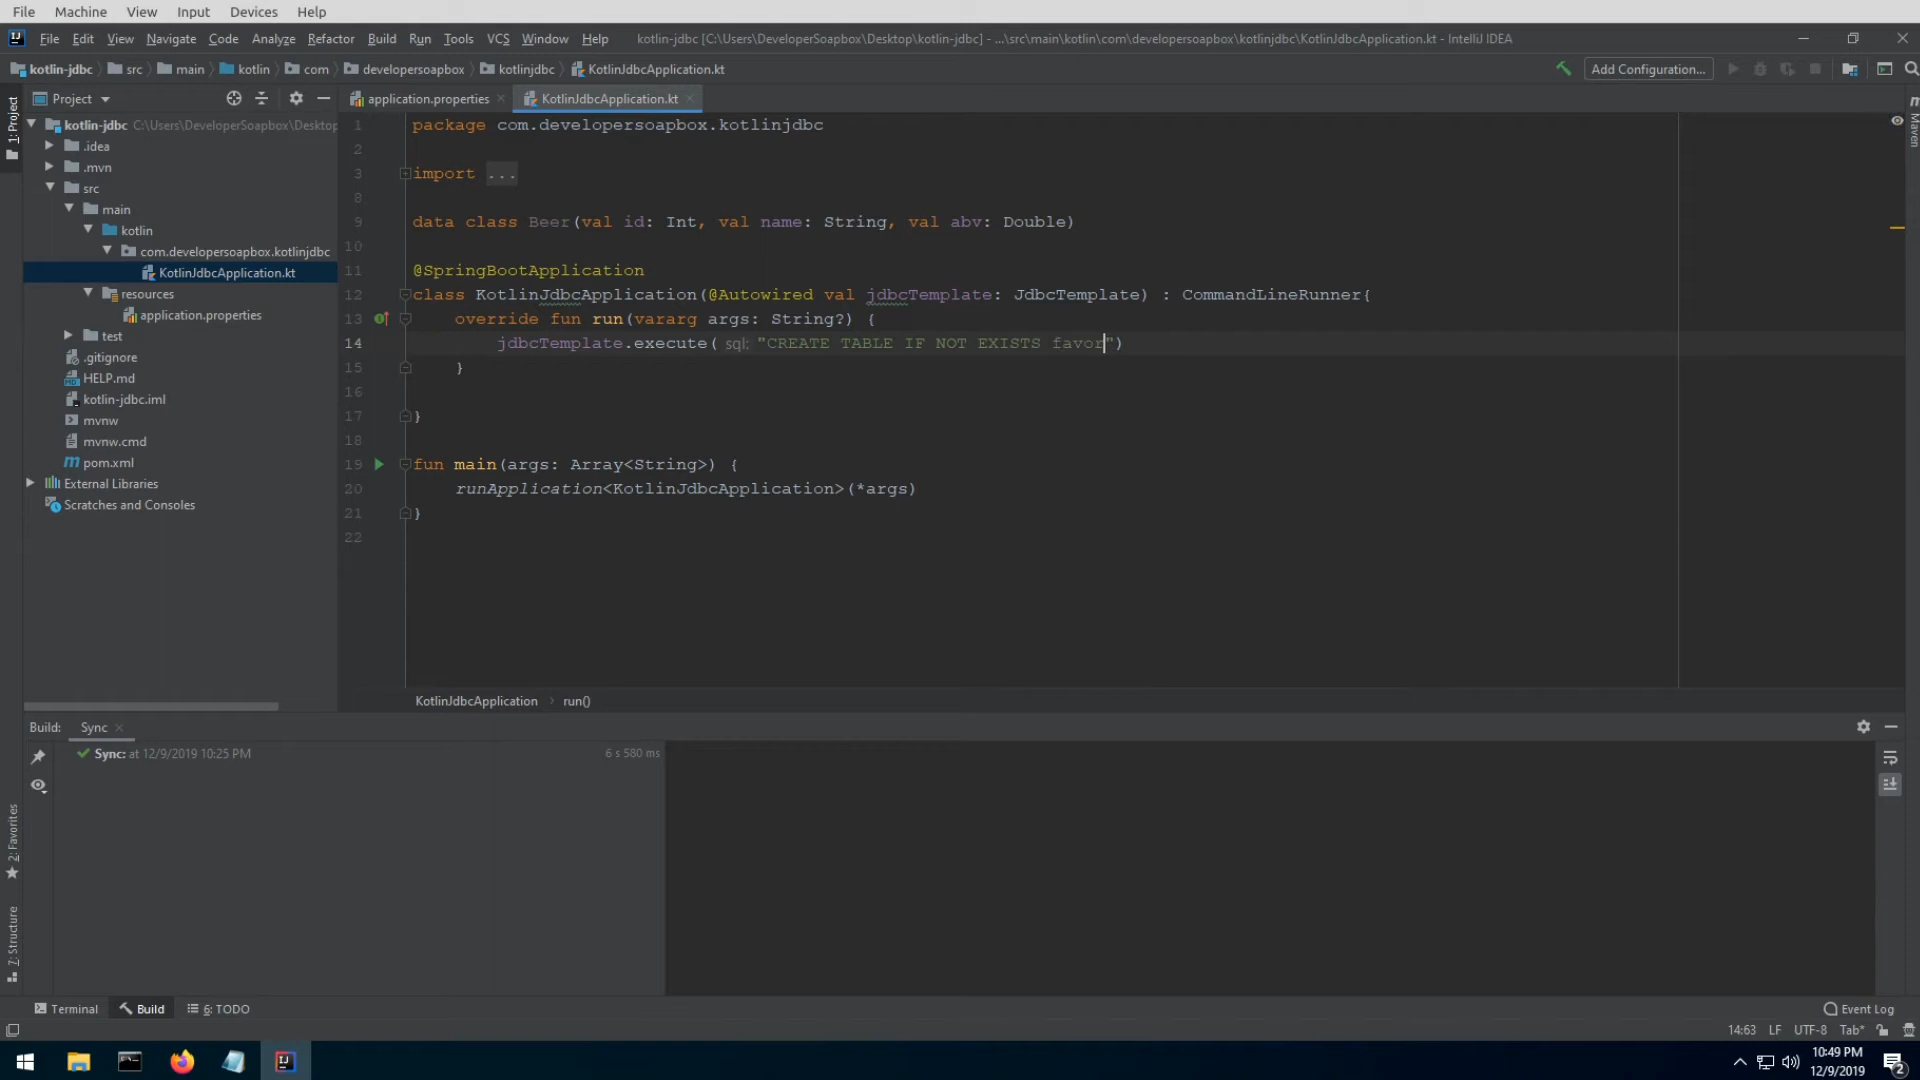 File Machine View Input Devices Help
File Edit View Navigate Code Analyze Refactor Build Run Tools VCS Window Help kotlin-jdbc [C:\Users\DeveloperSoapbox\Desktop\kotlin-jdbc] - ...\src\main\kotlin\com\developersoapbox\kotlinjdbc\KotlinJdbcApplication.kt - IntelliJ IDEA
kotlin-jdbc src main kotlin com developersoapbox kotlinjdbc KotlinJdbcApplication.kt Add Configuration...
Project application.properties KotlinJdbcApplication.kt
1: Project
Maven
kotlin-jdbc C:\Users\DeveloperSoapbox\Desktop
.idea
.mvn
src
main
kotlin
com.developersoapbox.kotlinjdbc
KotlinJdbcApplication.kt
resources
application.properties
test
.gitignore
HELP.md
kotlin-jdbc.iml
mvnw
mvnw.cmd
pom.xml
External Libraries
Scratches and Consoles
1 package com.developersoapbox.kotlinjdbc
2
3 import ...
8
9 data class Beer(val id: Int, val name: String, val abv: Double)
10
11 @SpringBootApplication
12 class KotlinJdbcApplication(@Autowired val jdbcTemplate: JdbcTemplate) : CommandLineRunner{
13 override fun run(vararg args: String?) {
14 jdbcTemplate.execute( sql: "CREATE TABLE IF NOT EXISTS favor")
15 }
16
17 }
18
19 fun main(args: Array<String>) {
20 runApplication<KotlinJdbcApplication>(*args)
21 }
22
KotlinJdbcApplication › run()
Build: Sync
Sync: at 12/9/2019 10:25 PM 6 s 580 ms
2: Favorites
7: Structure
Terminal Build 6: TODO Event Log
14:63 LF UTF-8 Tab*
10:49 PM
12/9/2019
2